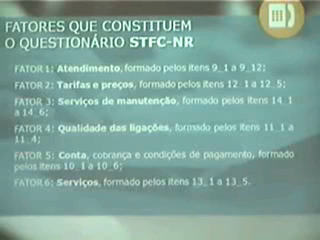 FATORES QUE CONSTITUEM
O QUESTIONÁRIO STFC-NR
FATOR 1: Atendimento, formado pelos itens 9_1 a 9_12;
FATOR 2: Tarifas e preços, formado pelos itens 12_1 a 12_5;
FATOR 3: Serviços de manutenção, formado pelos itens 14_1
a 14_6;
FATOR 4: Qualidade das ligações, formado pelos itens 11_1 a
11_4;
FATOR 5: Conta, cobrança e condições de pagamento, formado
pelos itens 10_1 a 10_6;
FATOR 6: Serviços, formado pelos itens 13_1 a 13_5.